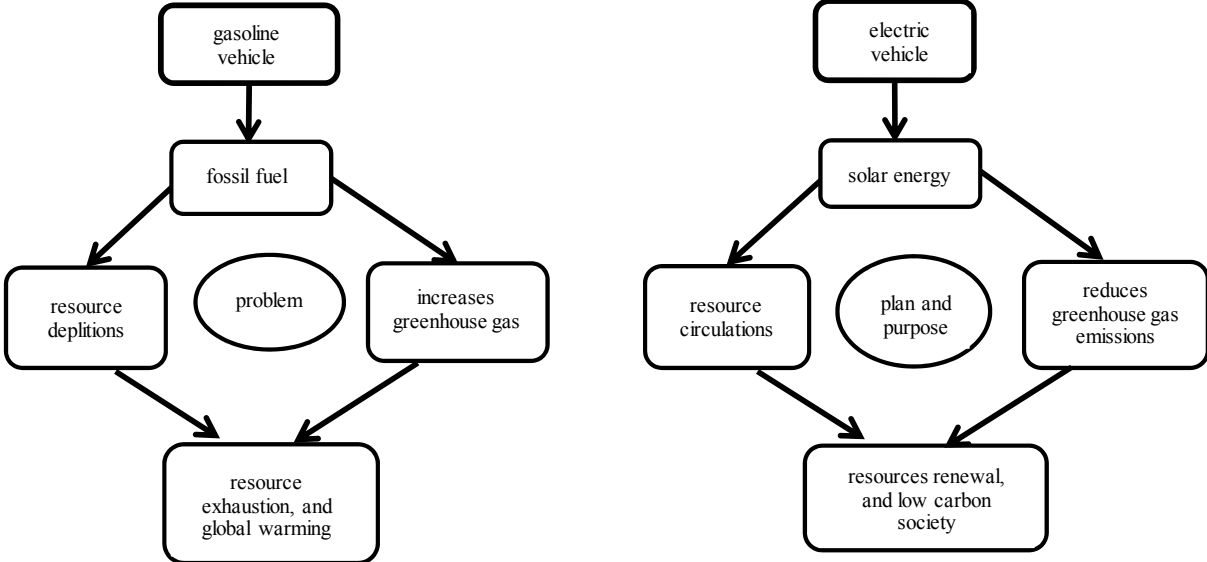 gasoline
vehicle
fossil fuel
resource
deplitions
problem
increases
greenhouse gas
resource
exhaustion, and
global warming
electric
vehicle
solar energy
resource
circulations
plan and
purpose
reduces
greenhouse gas
emissions
resources renewal,
and low carbon
society